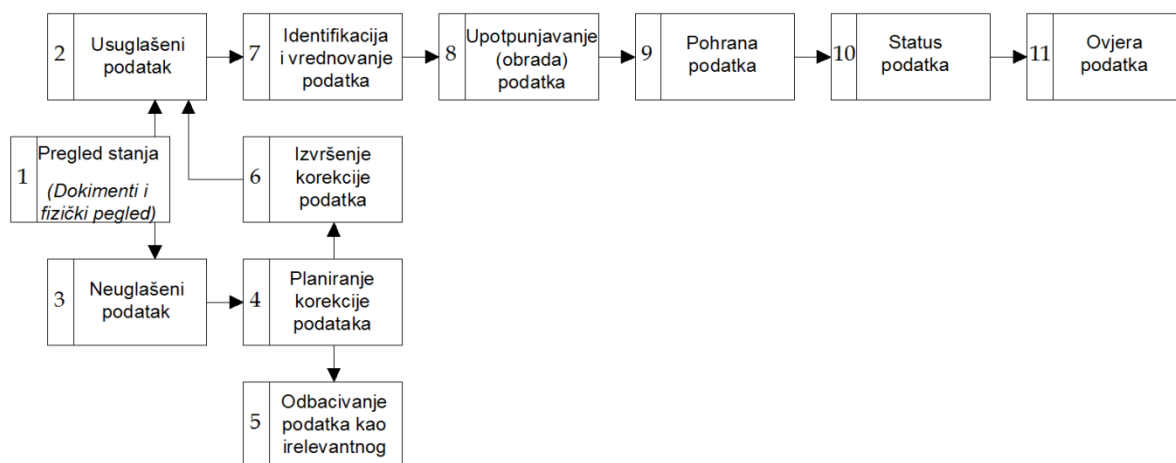 2
Usuglašeni
podatak
7
Identifikacija
i vrednovanje
podatka
8
Upotpunjavanje
(obrada)
podatka
9
Pohrana
podatka
10
Status
podatka
11
Ovjera
podatka
1
Pregled stanja
(Dokimenti i
fizički pegled)
6
Izvršenje
korekcije
podatka
3
Neuglašeni
podatak
4
Planiranje
korekcije
podataka
5
Odbacivanje
podatka kao
irelevantnog